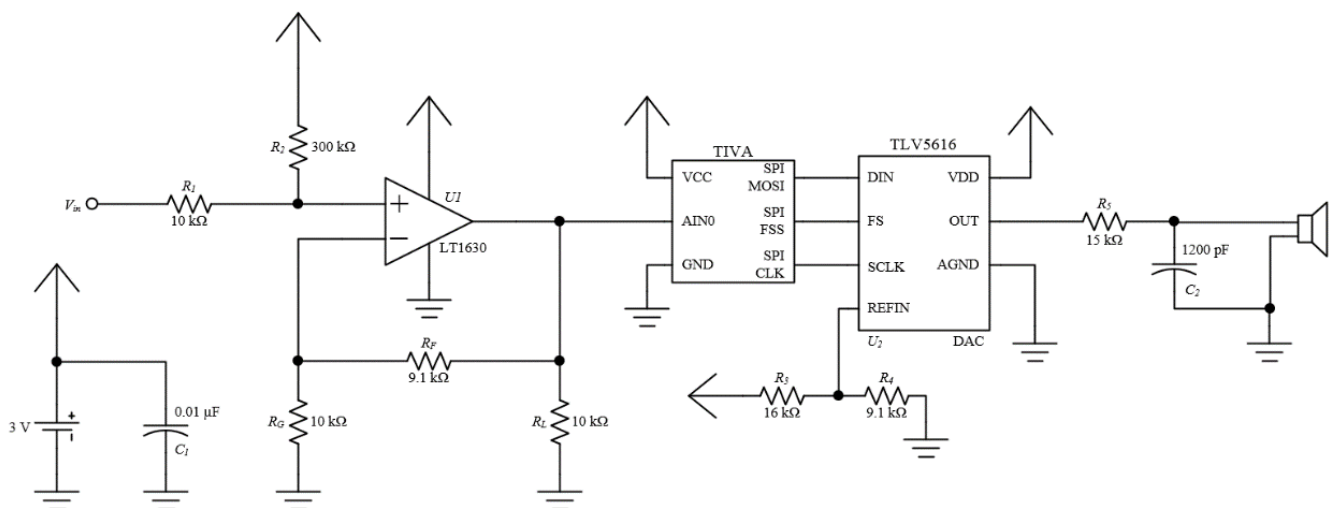 R2
300 kΩ
TIVA
TLV5616
R1
Vin
10 kΩ
+
U1
−
LT1630
VCC
SPI
MOSI
DIN
VDD
AIN0
SPI
FSS
FS
OUT
R5
15 kΩ
1200 pF
C2
GND
SPI
CLK
SCLK
AGND
REFIN
U2
DAC
RF
9.1 kΩ
R3
16 kΩ
R4
9.1 kΩ
3 V
+
-
0.01 µF
C1
RG
10 kΩ
RL
10 kΩ